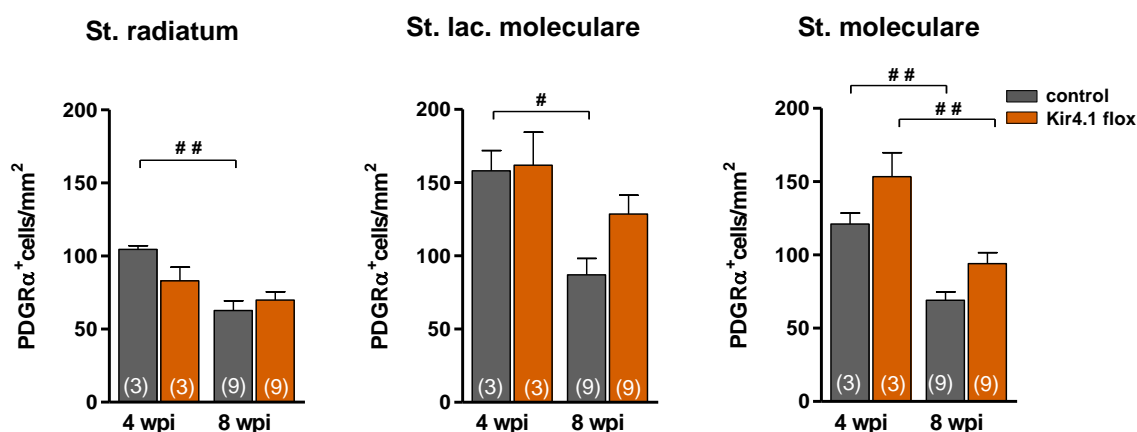 St. radiatum
PDGRα⁺cells/mm²
200
150
100
50
0
# #
(3)
(3)
(9)
(9)
4 wpi
8 wpi
St. lac. moleculare
PDGRα⁺cells/mm²
200
150
100
50
0
#
(3)
(3)
(9)
(9)
4 wpi
8 wpi
St. moleculare
PDGRα⁺cells/mm²
200
150
100
50
0
# #
# #
(3)
(3)
(9)
(9)
4 wpi
8 wpi
control
Kir4.1 flox